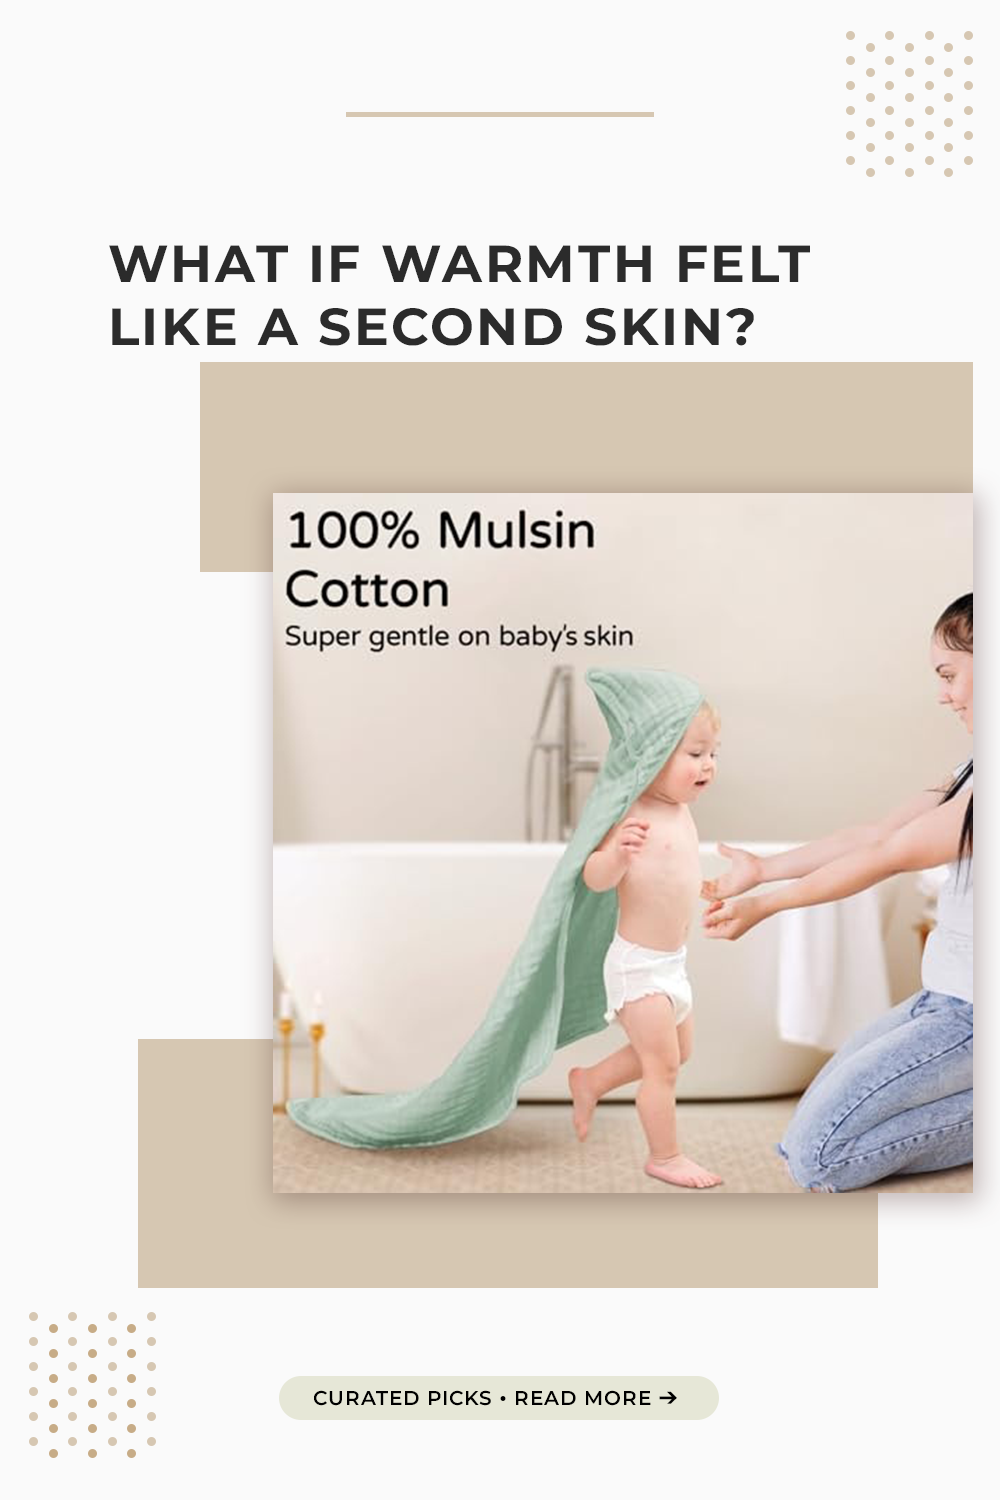 WHAT IF WARMTH FELT
LIKE A SECOND SKIN?
100% Mulsin
Cotton
Super gentle on baby's skin
CURATED PICKS • READ MORE →